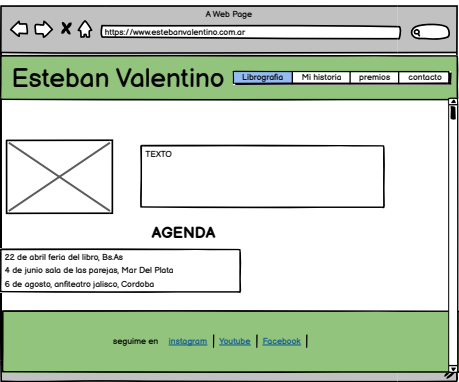 A Web Page
https://www.estebanvalentino.com.ar
Esteban Valentino
Librografia Mi historia premios contacto
TEXTO
AGENDA
22 de abril feria del libro, Bs.As
4 de junio sala de las parejas, Mar Del Plata
6 de agosto, anfiteatro jalisco, Cordoba
seguime en instagram Youtube Facebook